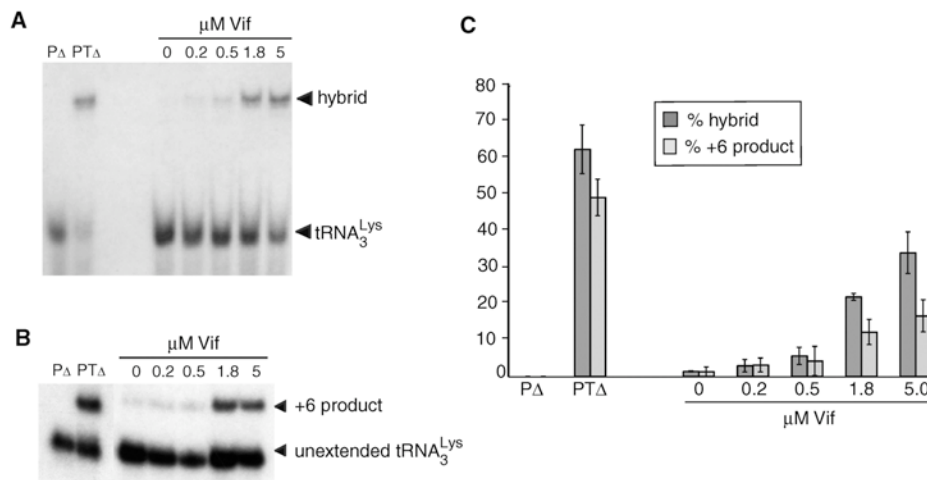 A
μM Vif
PΔ PTΔ 0 0.2 0.5 1.8 5
hybrid
tRNA₃ᴸʸˢ
B
μM Vif
PΔ PTΔ 0 0.2 0.5 1.8 5
+6 product
unextended tRNA₃ᴸʸˢ
C
80
70
60
50
40
30
20
10
0
% hybrid
% +6 product
PΔ PTΔ 0 0.2 0.5 1.8 5.0
μM Vif